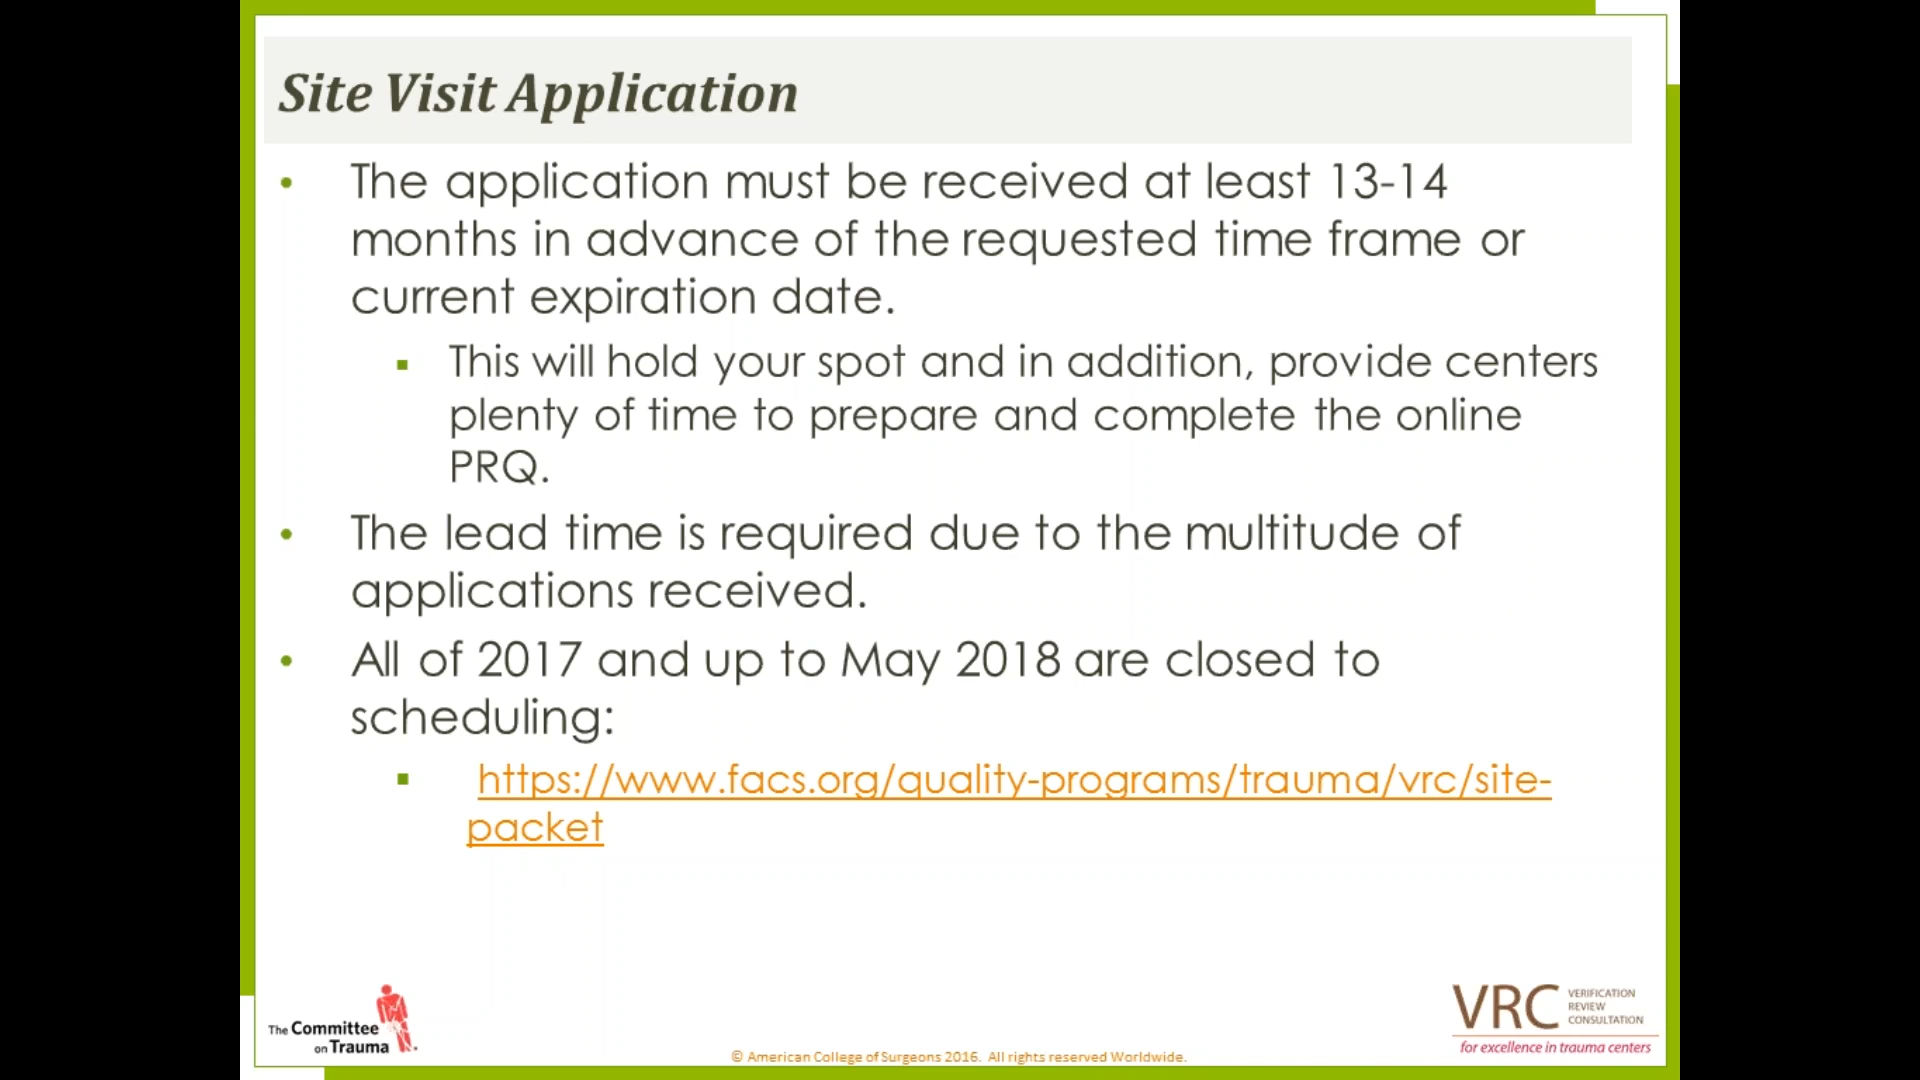 Site Visit Application
• The application must be received at least 13-14
months in advance of the requested time frame or
current expiration date.
▪ This will hold your spot and in addition, provide centers
plenty of time to prepare and complete the online
PRQ.
• The lead time is required due to the multitude of
applications received.
• All of 2017 and up to May 2018 are closed to
scheduling:
▪ https://www.facs.org/quality-programs/trauma/vrc/site-
packet
The Committee
on Trauma
© American College of Surgeons 2016. All rights reserved Worldwide.
VRC
VERIFICATION
REVIEW
CONSULTATION
for excellence in trauma centers